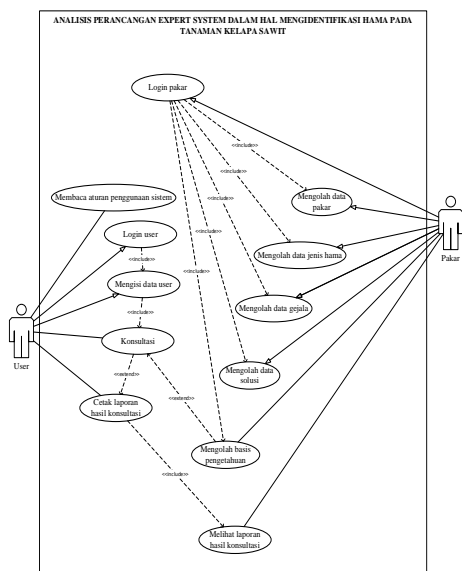 ANALISIS PERANCANGAN EXPERT SYSTEM DALAM HAL MENGIDENTIFIKASI HAMA PADA
TANAMAN KELAPA SAWIT
Login pakar
<<include>>
<<include>>
Membaca aturan penggunaan sistem
<<include>>
Mengolah data
pakar
Login user
<<include>>
<<include>>
Mengolah data jenis hama
Pakar
<<include>>
Mengisi data user
<<include>>
Mengolah data gejala
Konsultasi
User
Mengolah data
solusi
<<extend>>
<<extend>>
Cetak laporan
hasil konsultasi
Mengolah basis
pengetahuan
<<include>>
Melihat laporan
hasil konsultasi